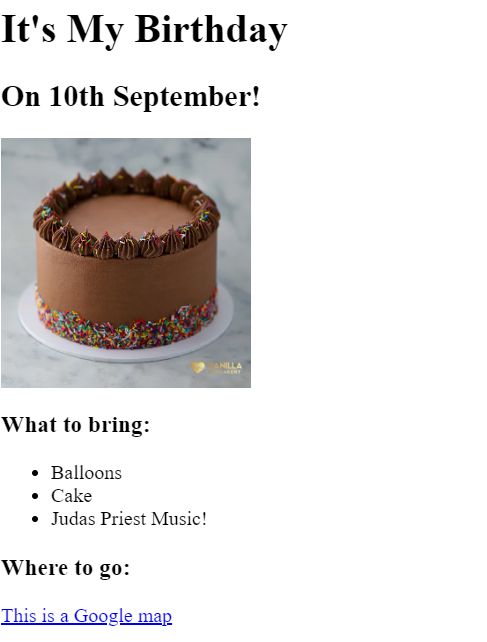 It's My Birthday
On 10th September!
VANILLA
What to bring:
Balloons
Cake
Judas Priest Music!
Where to go:
This is a Google map